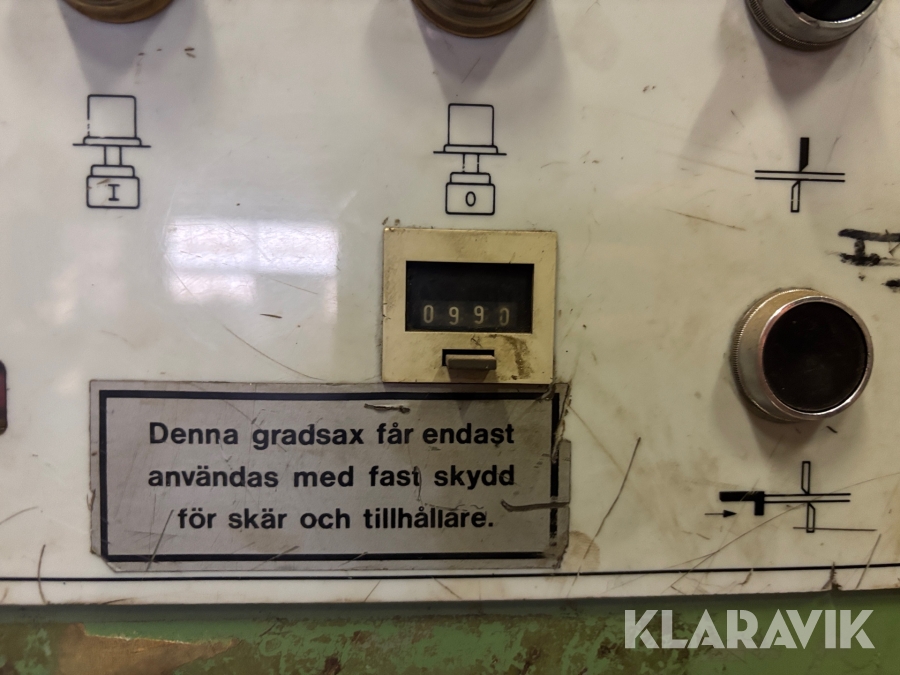 I
O
0990
Denna gradsax får endast
användas med fast skydd
för skär och tillhållare.
KLARAVIK